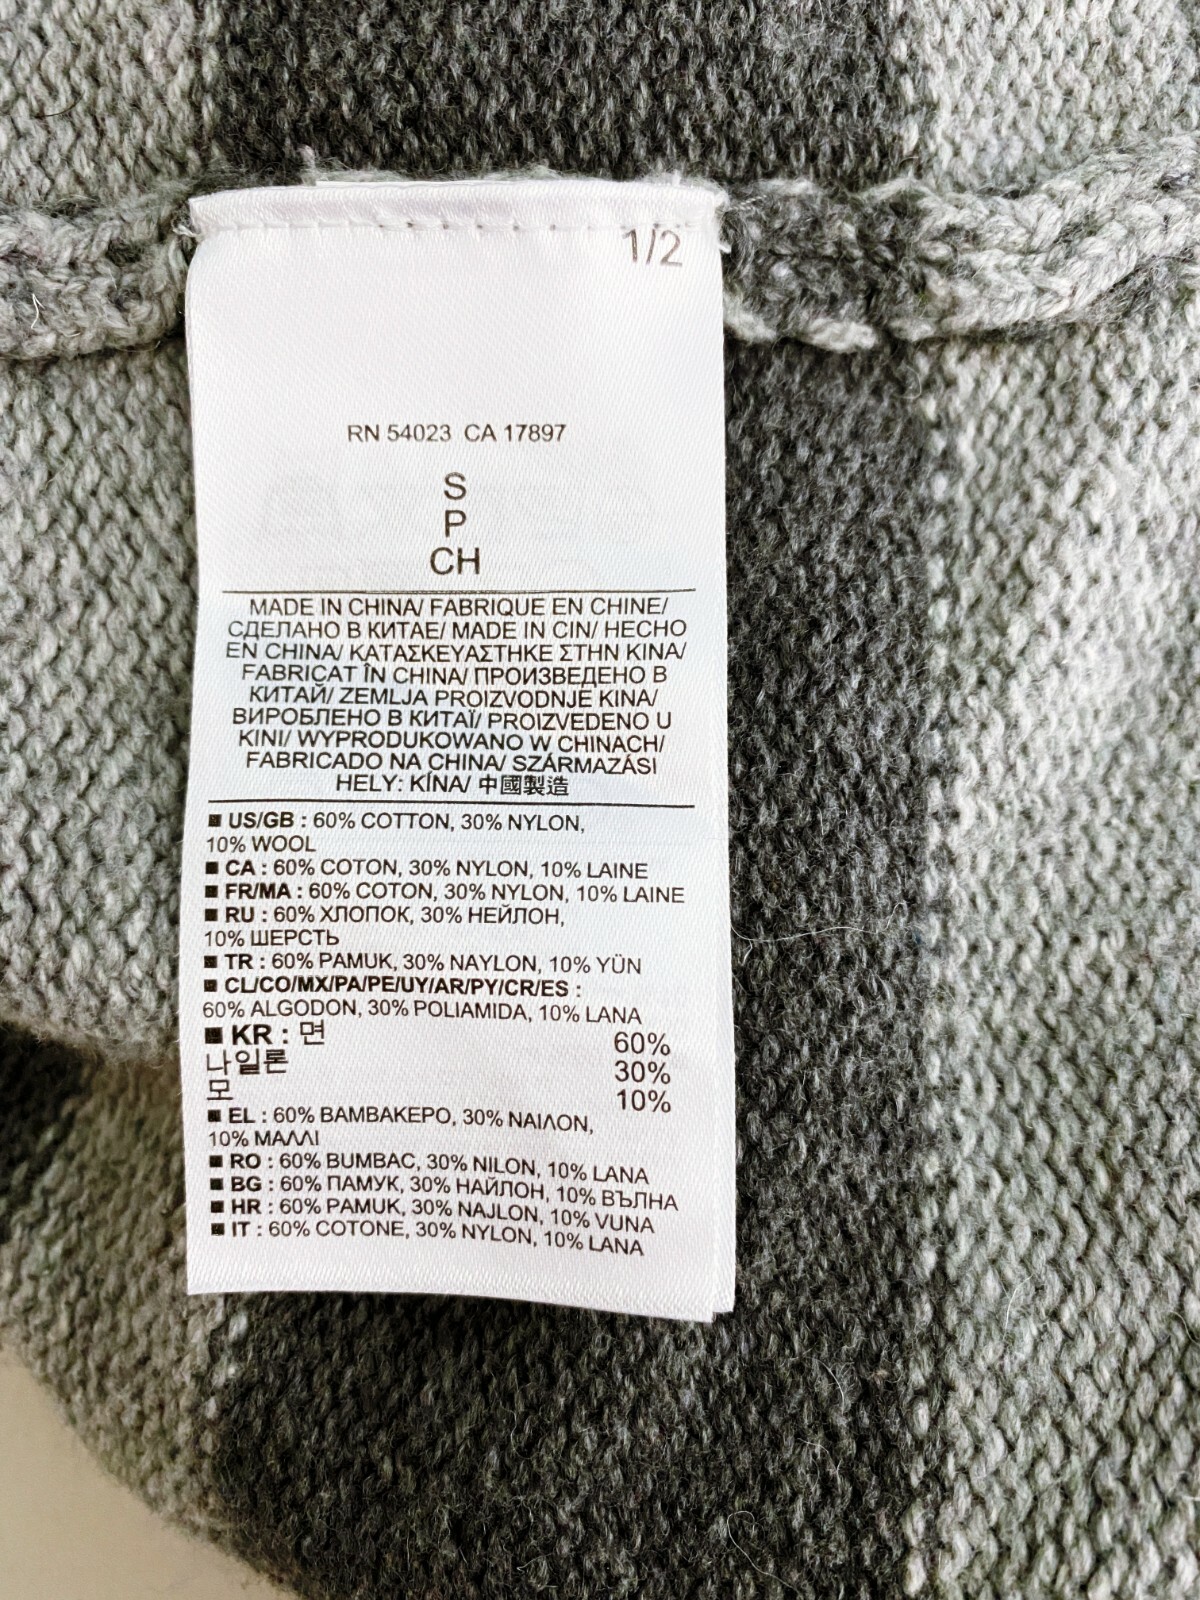 1/2
RN 54023 CA 17897
S
P
CH
MADE IN CHINA/ FABRIQUE EN CHINE/
СДЕЛАНО В КИТАЕ/ MADE IN CIN/ HECHO
EN CHINA/ ΚΑΤΑΣΚΕΥΑΣΤΗΚΕ ΣΤΗΝ ΚΙΝΑ/
FABRICAT ÎN CHINA/ ПРОИЗВЕДЕНО В
КИТАЙ/ ZEMLJA PROIZVODNJE KINA/
ВИРОБЛЕНО В КИТАЇ/ PROIZVEDENO U
KINI/ WYPRODUKOWANO W CHINACH/
FABRICADO NA CHINA/ SZÁRMAZÁSI
HELY: KÍNA/ 中國製造
■ US/GB : 60% COTTON, 30% NYLON,
10% WOOL
■ CA : 60% COTON, 30% NYLON, 10% LAINE
■ FR/MA : 60% COTON, 30% NYLON, 10% LAINE
■ RU : 60% ХЛОПОК, 30% НЕЙЛОН,
10% ШЕРСТЬ
■ TR : 60% PAMUK, 30% NAYLON, 10% YÜN
■ CL/CO/MX/PA/PE/UY/AR/PY/CR/ES :
60% ALGODON, 30% POLIAMIDA, 10% LANA
■ KR : 면 60%
나일론 30%
모 10%
■ EL : 60% ΒΑΜΒΑΚΕΡΟ, 30% ΝΑΙΛΟΝ,
10% ΜΑΛΛΙ
■ RO : 60% BUMBAC, 30% NILON, 10% LANA
■ BG : 60% ПАМУК, 30% НАЙЛОН, 10% ВЪЛНА
■ HR : 60% PAMUK, 30% NAJLON, 10% VUNA
■ IT : 60% COTONE, 30% NYLON, 10% LANA